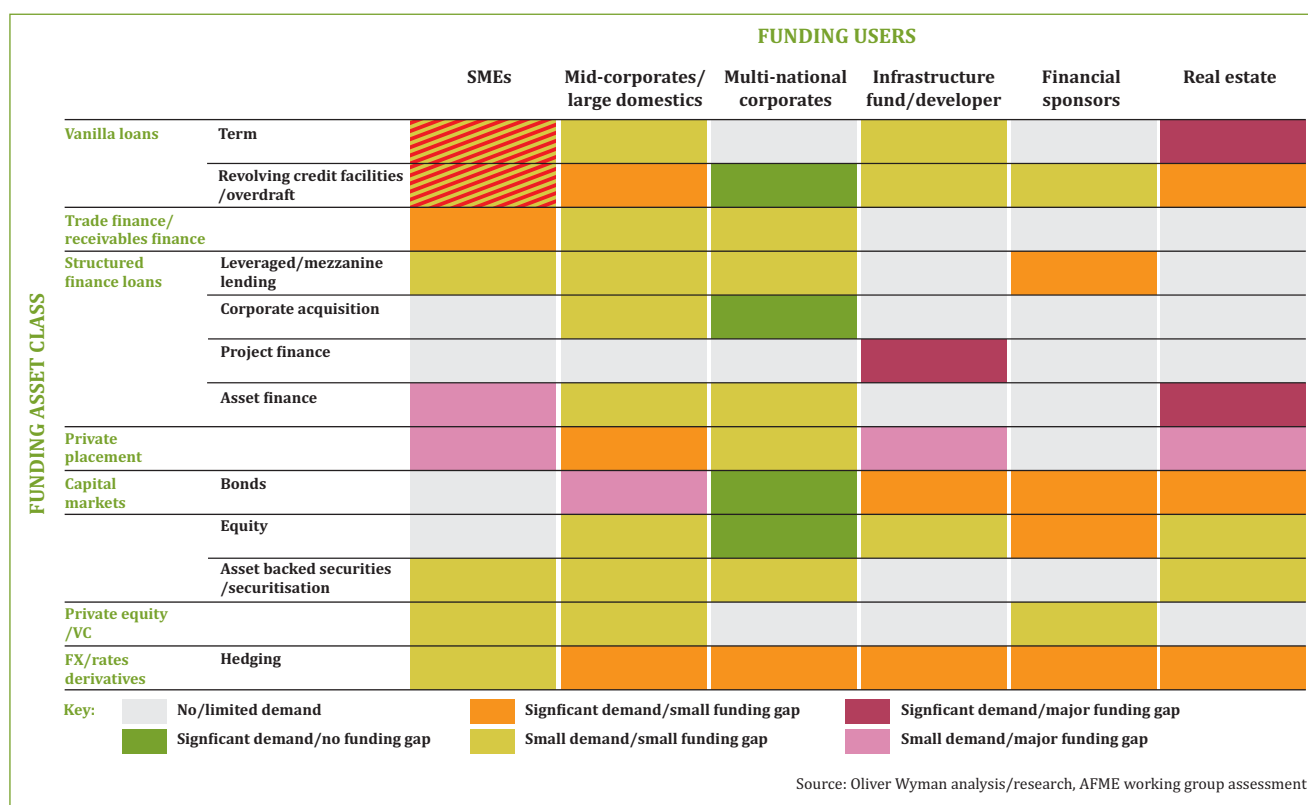 FUNDING USERS
SMEs
Mid-corporates/
large domestics
Multi-national
corporates
Infrastructure
fund/developer
Financial
sponsors
Real estate
FUNDING ASSET CLASS
Vanilla loans
Term
Revolving credit facilities
/overdraft
Trade finance/
receivables finance
Structured
finance loans
Leveraged/mezzanine
lending
Corporate acquisition
Project finance
Asset finance
Private
placement
Capital
markets
Bonds
Equity
Asset backed securities
/securitisation
Private equity
/VC
FX/rates
derivatives
Hedging
Key:
No/limited demand
Signficant demand/small funding gap
Signficant demand/major funding gap
Signficant demand/no funding gap
Small demand/small funding gap
Small demand/major funding gap
Source: Oliver Wyman analysis/research, AFME working group assessment